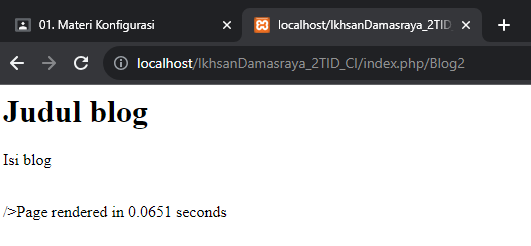 01. Materi Konfigurasi
localhost/IkhsanDamasraya_2TID_
localhost/IkhsanDamasraya_2TID_CI/index.php/Blog2
Judul blog
Isi blog
/>Page rendered in 0.0651 seconds